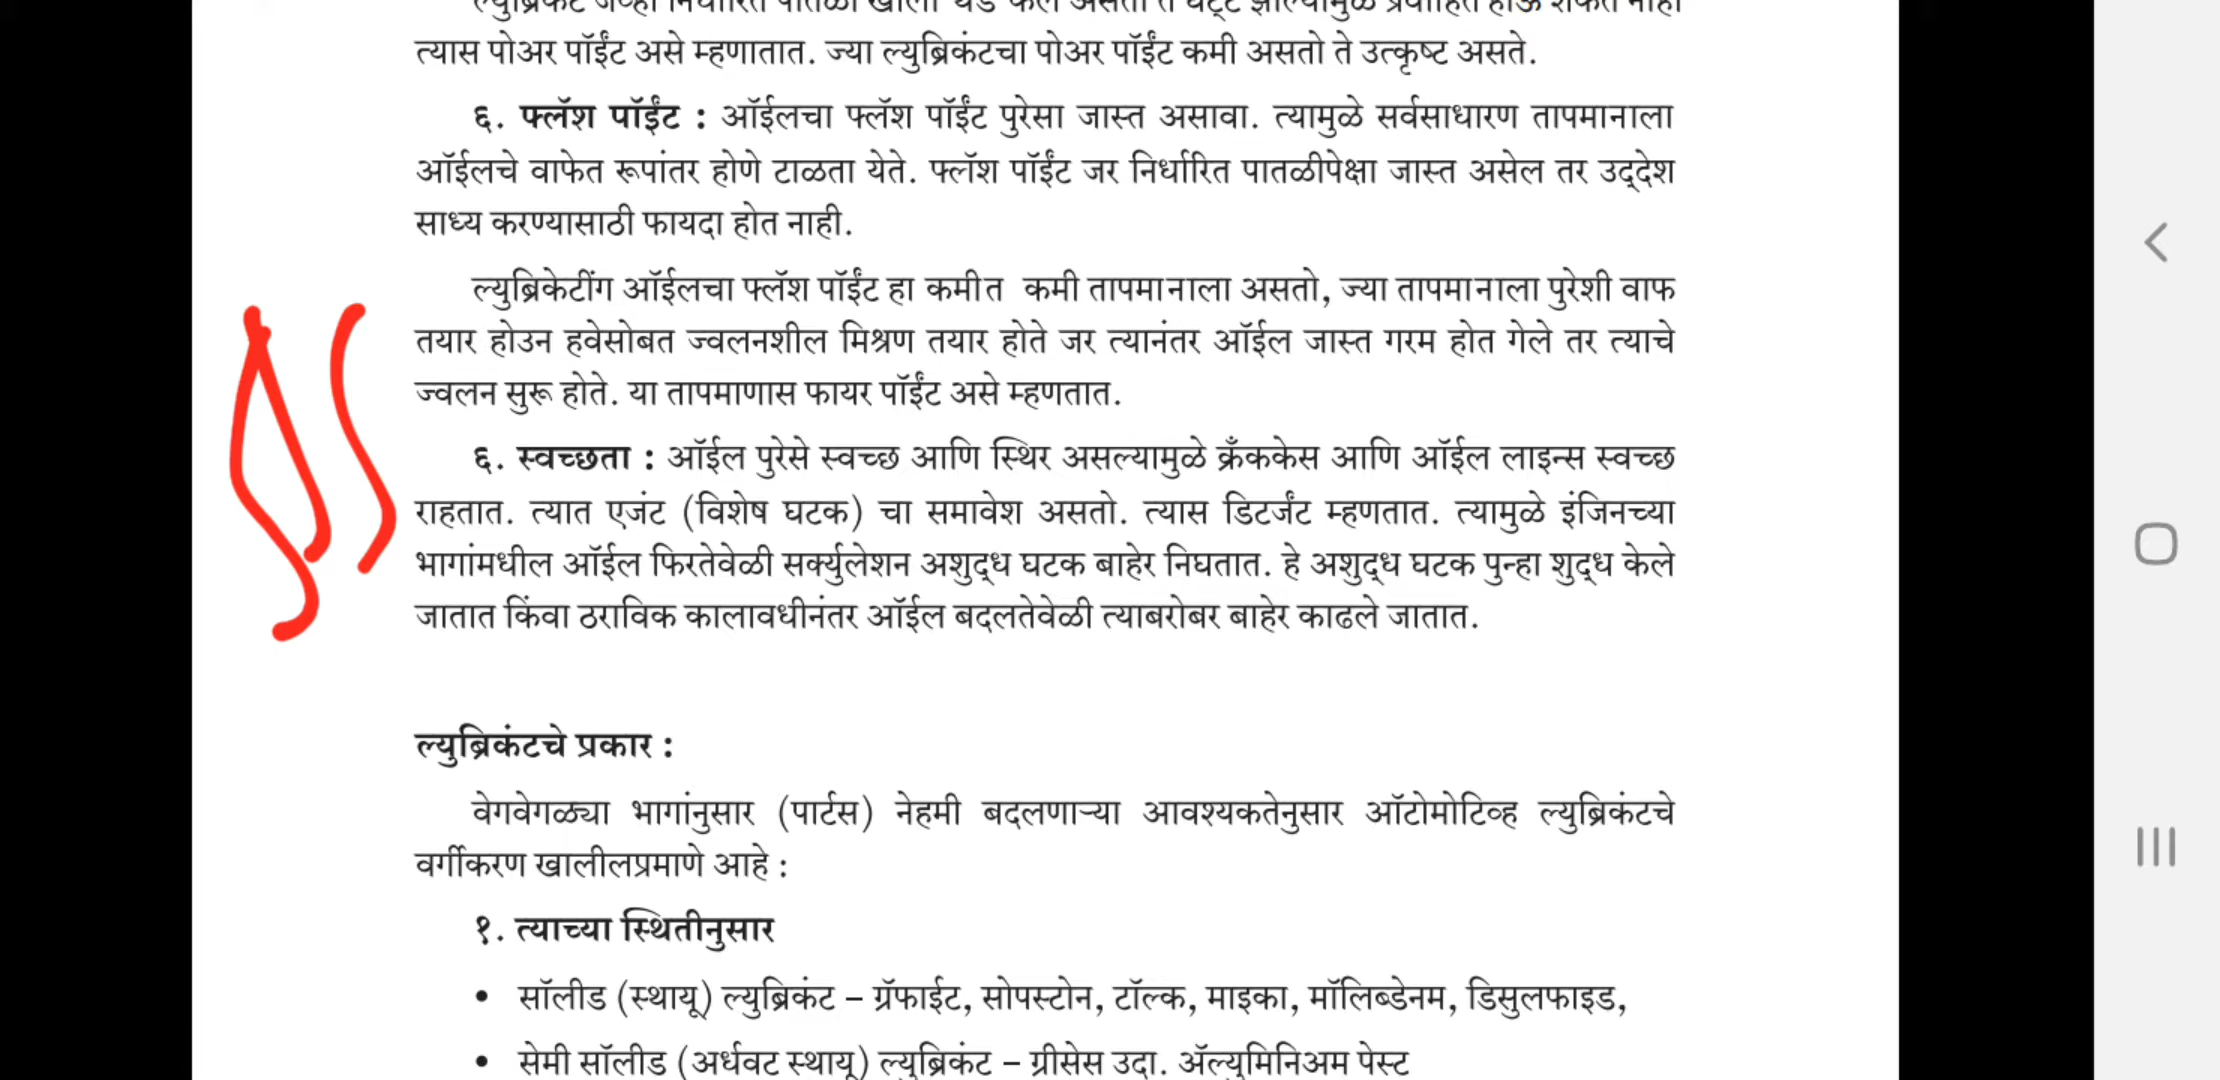 त्यास पोअर पॉईंट असे म्हणातात. ज्या ल्युब्रिकंटचा पोअर पॉईंट कमी असतो ते उत्कृष्ट असते.
६. फ्लॅश पॉईंट : ऑईलचा फ्लॅश पॉईंट पुरेसा जास्त असावा. त्यामुळे सर्वसाधारण तापमानाला
ऑईलचे वाफेत रूपांतर होणे टाळता येते. फ्लॅश पॉईंट जर निर्धारित पातळीपेक्षा जास्त असेल तर उद्देश
साध्य करण्यासाठी फायदा होत नाही.
ल्युब्रिकेटींग ऑईलचा फ्लॅश पॉईंट हा कमीत कमी तापमानाला असतो, ज्या तापमानाला पुरेशी वाफ
तयार होउन हवेसोबत ज्वलनशील मिश्रण तयार होते जर त्यानंतर ऑईल जास्त गरम होत गेले तर त्याचे
ज्वलन सुरू होते. या तापमाणास फायर पॉईंट असे म्हणतात.
६. स्वच्छता : ऑईल पुरेसे स्वच्छ आणि स्थिर असल्यामुळे क्रँककेस आणि ऑईल लाइन्स स्वच्छ
राहतात. त्यात एजंट (विशेष घटक) चा समावेश असतो. त्यास डिटर्जंट म्हणतात. त्यामुळे इंजिनच्या
भागांमधील ऑईल फिरतेवेळी सर्क्युलेशन अशुद्ध घटक बाहेर निघतात. हे अशुद्ध घटक पुन्हा शुद्ध केले
जातात किंवा ठराविक कालावधीनंतर ऑईल बदलतेवेळी त्याबरोबर बाहेर काढले जातात.
ल्युब्रिकंटचे प्रकार :
वेगवेगळ्या भागांनुसार (पार्टस) नेहमी बदलणाऱ्या आवश्यकतेनुसार ऑटोमोटिव्ह ल्युब्रिकंटचे
वर्गीकरण खालीलप्रमाणे आहे :
१. त्याच्या स्थितीनुसार
• सॉलीड (स्थायू) ल्युब्रिकंट – ग्रॅफाईट, सोपस्टोन, टॉल्क, माइका, मॉलिब्डेनम, डिसुलफाइड,
• सेमी सॉलीड (अर्धवट स्थायू) ल्युब्रिकंट – ग्रीसेस उदा. ॲल्युमिनिअम पेस्ट